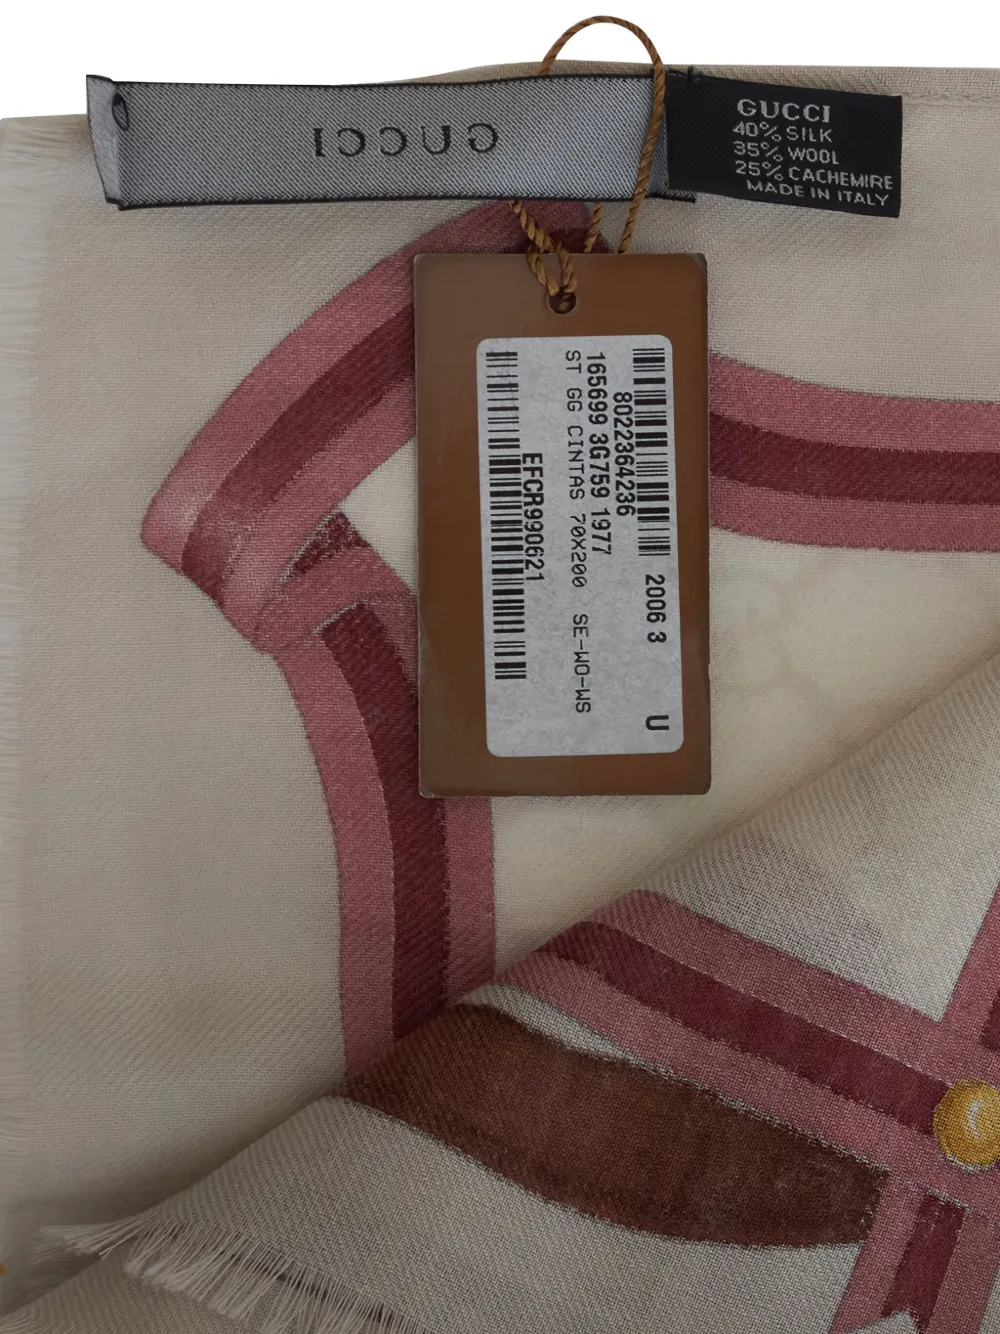 GUCCI
GUCCI
40% SILK
35% WOOL
25% CACHEMIRE
MADE IN ITALY
2006 3 U
8022364236
165699 3G759 1977
ST GG CINTAS 70X200 SE-WO-WS
EFCR990621